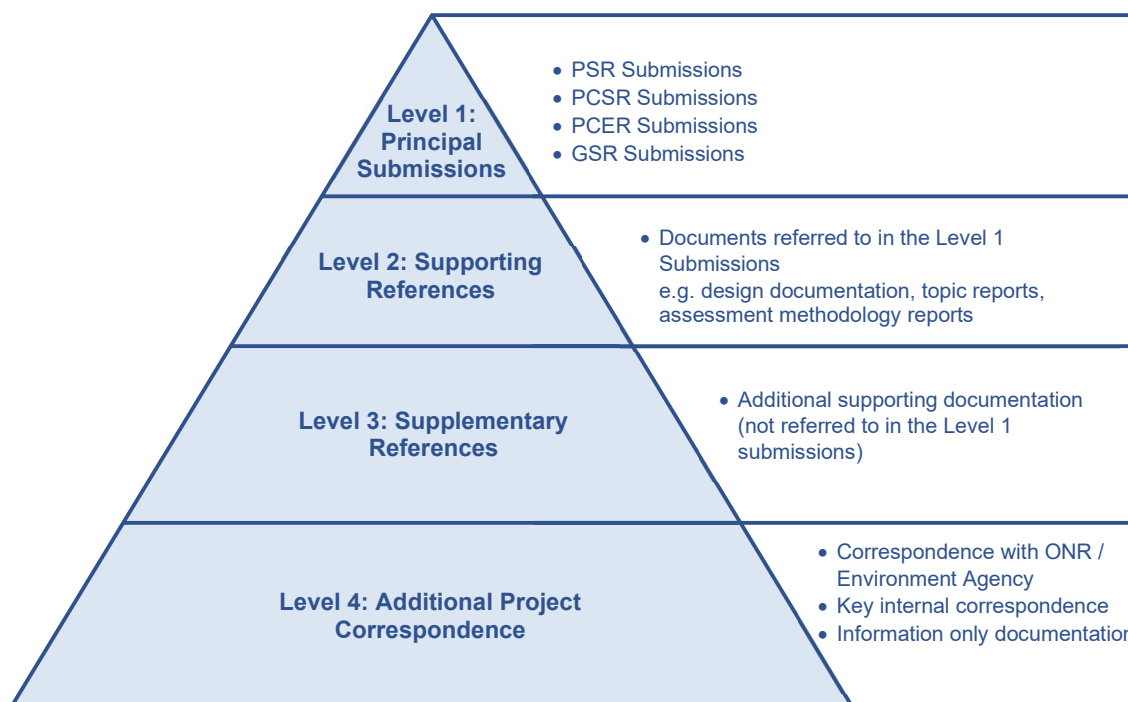 Level 1:
Principal
Submissions
• PSR Submissions
• PCSR Submissions
• PCER Submissions
• GSR Submissions
Level 2: Supporting
References
• Documents referred to in the Level 1
Submissions
e.g. design documentation, topic reports,
assessment methodology reports
Level 3: Supplementary
References
• Additional supporting documentation
(not referred to in the Level 1
submissions)
Level 4: Additional Project
Correspondence
• Correspondence with ONR /
Environment Agency
• Key internal correspondence
• Information only documentation